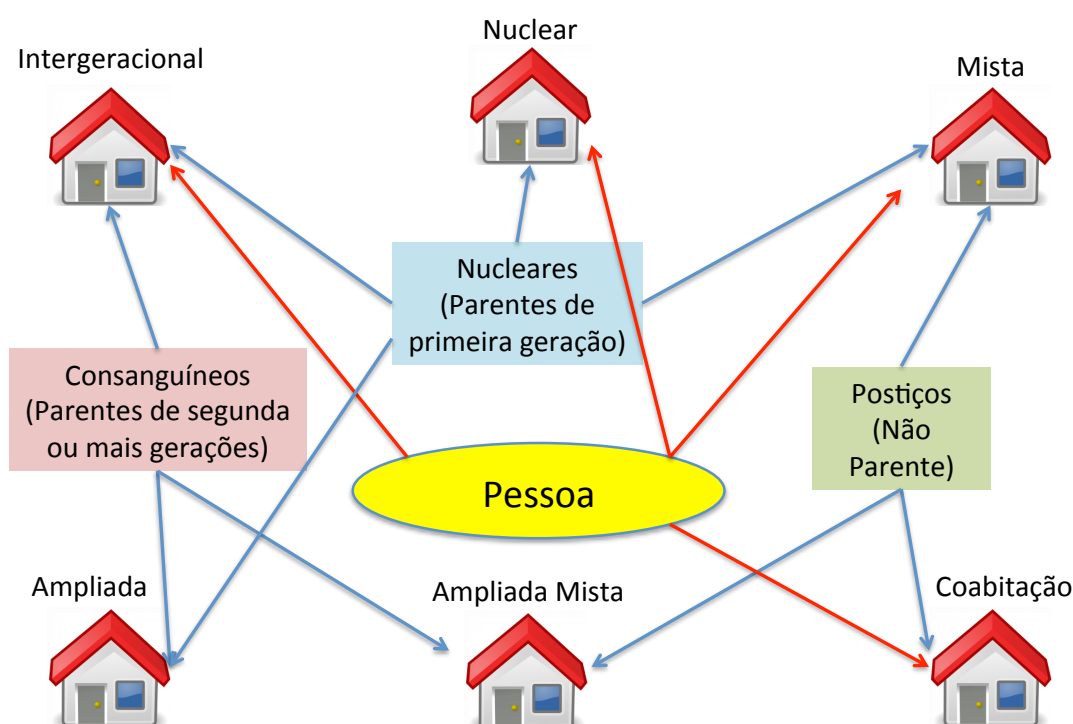 Nuclear
Intergeracional
Mista
Nucleares
(Parentes de
primeira geração)
Consanguíneos
(Parentes de segunda
ou mais gerações)
Postiços
(Não
Parente)
Pessoa
Ampliada
Ampliada Mista
Coabitação